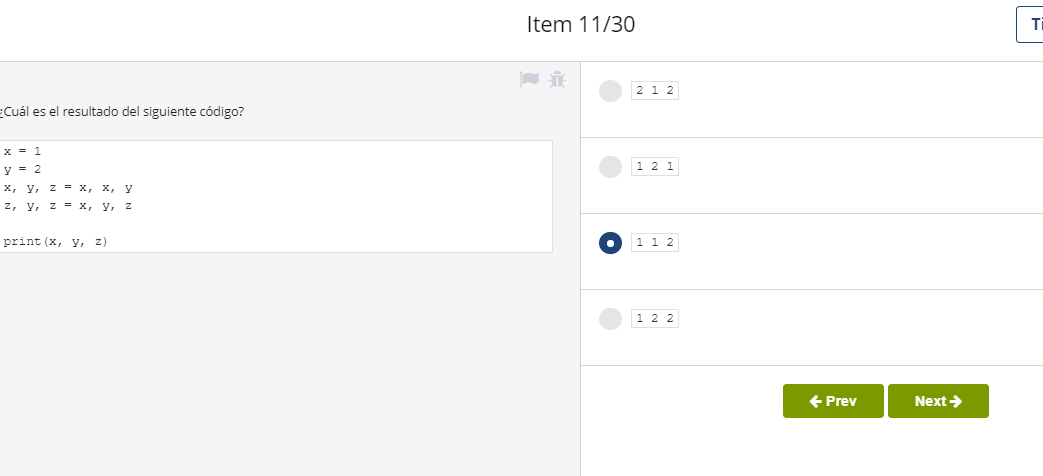 Item 11/30
Ti
¿Cuál es el resultado del siguiente código?
x = 1
y = 2
x, y, z = x, x, y
z, y, z = x, y, z
print(x, y, z)
2 1 2
1 2 1
1 1 2
1 2 2
Prev
Next